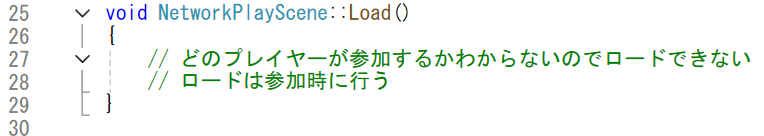 25 void NetworkPlayScene::Load()
26 {
27 // どのプレイヤーが参加するかわからないのでロードできない
28 // ロードは参加時に行う
29 }
30